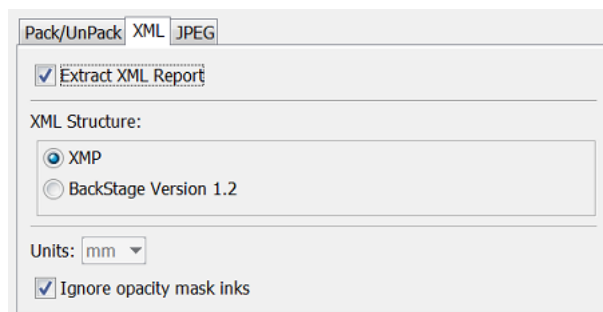 Pack/UnPack XML JPEG
Extract XML Report
XML Structure:
XMP
BackStage Version 1.2
Units: mm
Ignore opacity mask inks